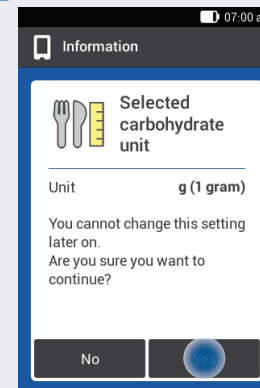 07:00 a
Information
Selected
carbohydrate
unit
Unit g (1 gram)
You cannot change this setting
later on.
Are you sure you want to
continue?
No Yes